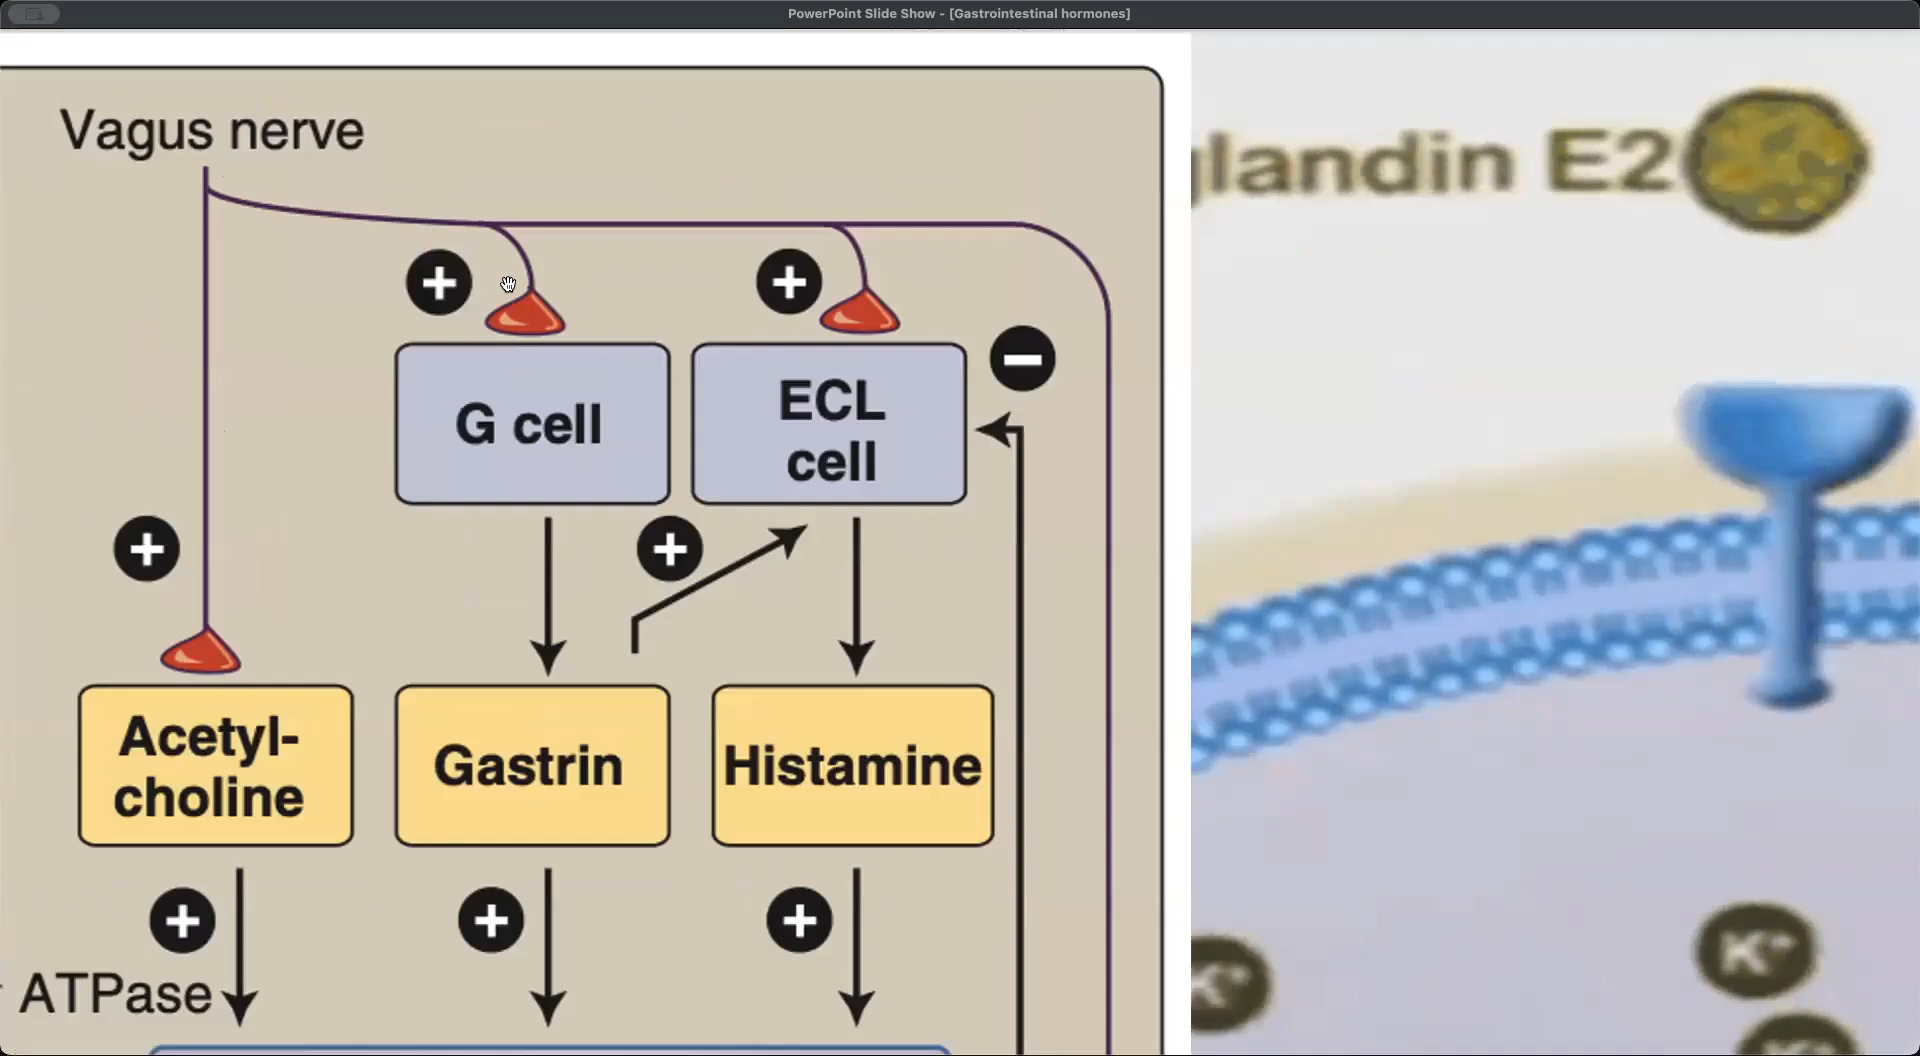 PowerPoint Slide Show - [Gastrointestinal hormones]
Vagus nerve
G cell
ECL
cell
Acetyl-
choline
Gastrin
Histamine
ATPase
glandin E2
K+
K+